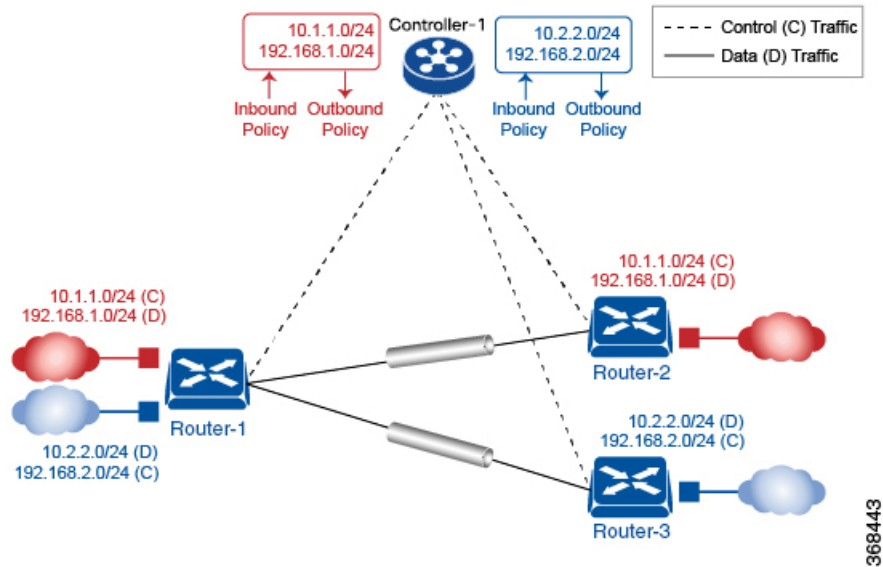 Controller-1
10.1.1.0/24
192.168.1.0/24
Inbound Policy
Outbound Policy
10.2.2.0/24
192.168.2.0/24
Inbound Policy
Outbound Policy
Control (C) Traffic
Data (D) Traffic
10.1.1.0/24 (C)
192.168.1.0/24 (D)
Router-1
10.2.2.0/24 (D)
192.168.2.0/24 (C)
10.1.1.0/24 (C)
192.168.1.0/24 (D)
Router-2
10.2.2.0/24 (D)
192.168.2.0/24 (C)
Router-3
368443